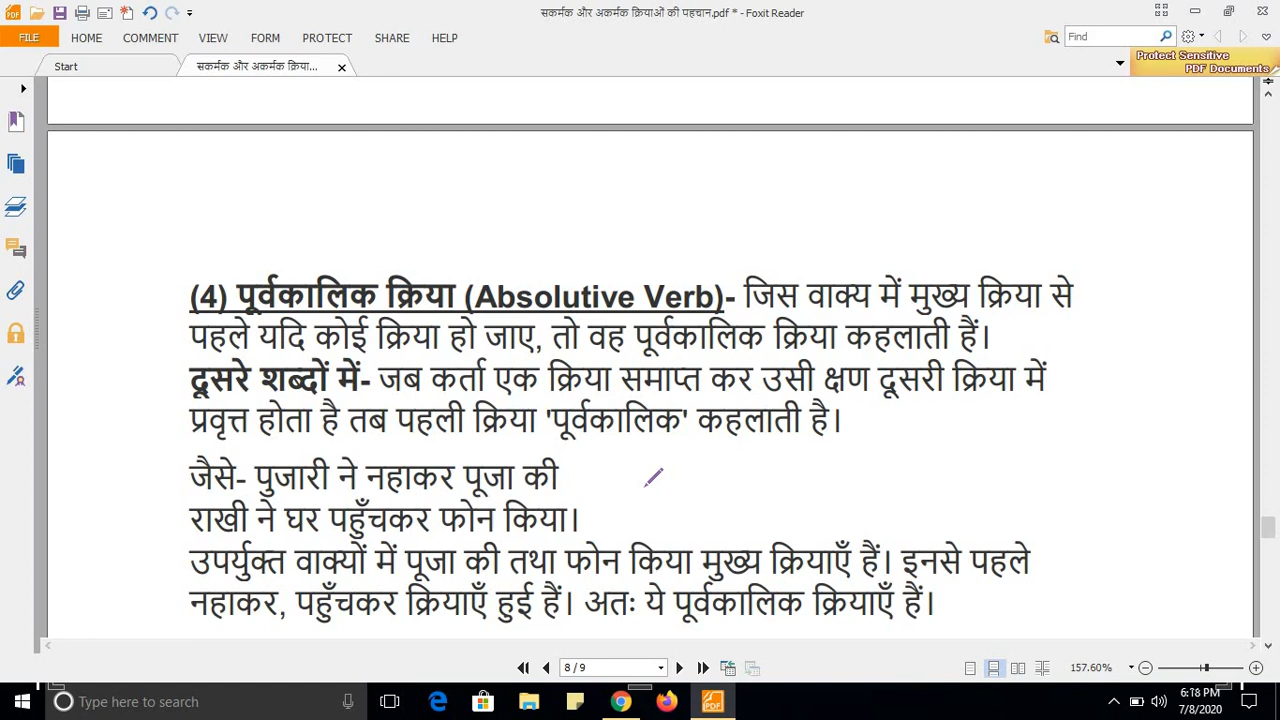 सकर्मक और अकर्मक क्रियाओं की पहचान.pdf * - Foxit Reader
FILE HOME COMMENT VIEW FORM PROTECT SHARE HELP
Find
Start
सकर्मक और अकर्मक क्रिया...
Protect Sensitive
PDF Documents
(4) पूर्वकालिक क्रिया (Absolutive Verb)- जिस वाक्य में मुख्य क्रिया से
पहले यदि कोई क्रिया हो जाए, तो वह पूर्वकालिक क्रिया कहलाती हैं।
दूसरे शब्दों में- जब कर्ता एक क्रिया समाप्त कर उसी क्षण दूसरी क्रिया में
प्रवृत्त होता है तब पहली क्रिया 'पूर्वकालिक' कहलाती है।
जैसे- पुजारी ने नहाकर पूजा की
राखी ने घर पहुँचकर फोन किया।
उपर्युक्त वाक्यों में पूजा की तथा फोन किया मुख्य क्रियाएँ हैं। इनसे पहले
नहाकर, पहुँचकर क्रियाएँ हुई हैं। अतः ये पूर्वकालिक क्रियाएँ हैं।
8 / 9
157.60%
Type here to search
6:18 PM
7/8/2020